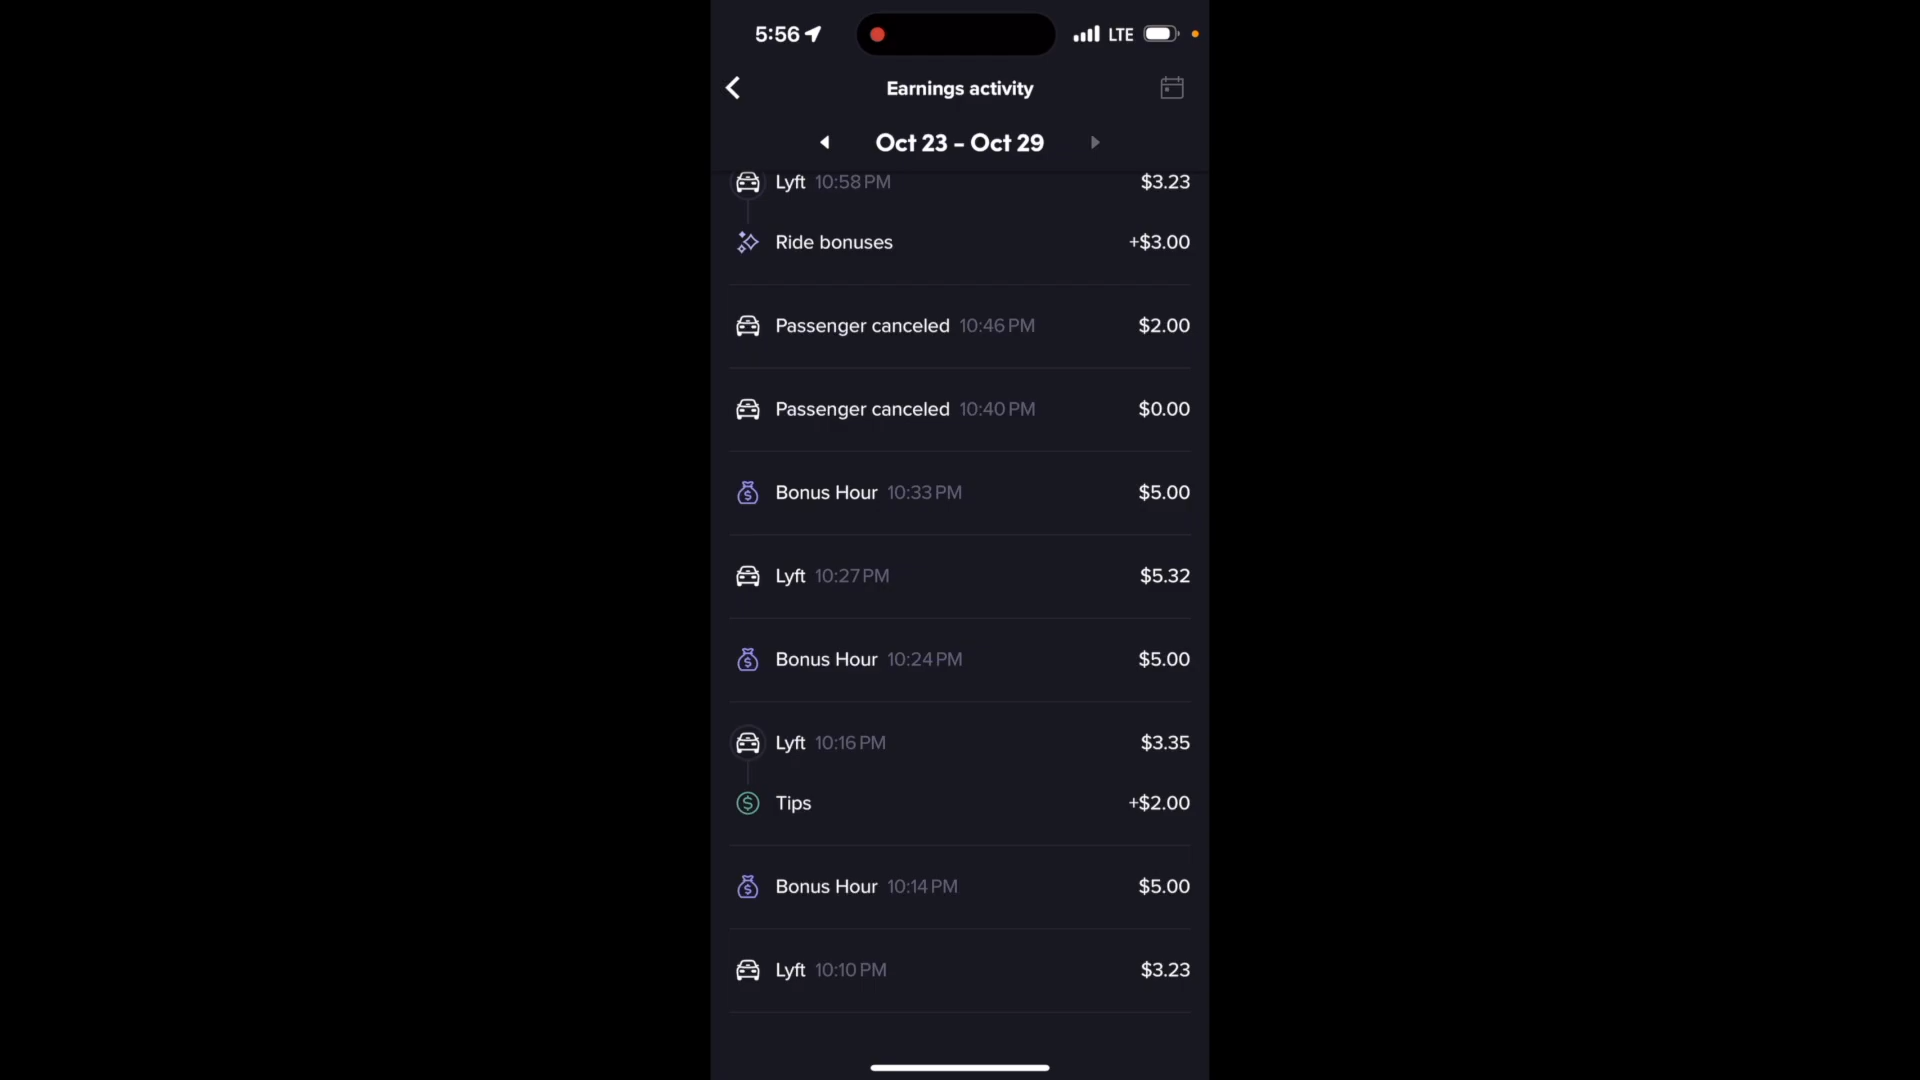 5:56 LTE
Earnings activity
Oct 23 – Oct 29
Lyft 10:58 PM $3.23
Ride bonuses +$3.00
Passenger canceled 10:46 PM $2.00
Passenger canceled 10:40 PM $0.00
Bonus Hour 10:33 PM $5.00
Lyft 10:27 PM $5.32
Bonus Hour 10:24 PM $5.00
Lyft 10:16 PM $3.35
Tips +$2.00
Bonus Hour 10:14 PM $5.00
Lyft 10:10 PM $3.23